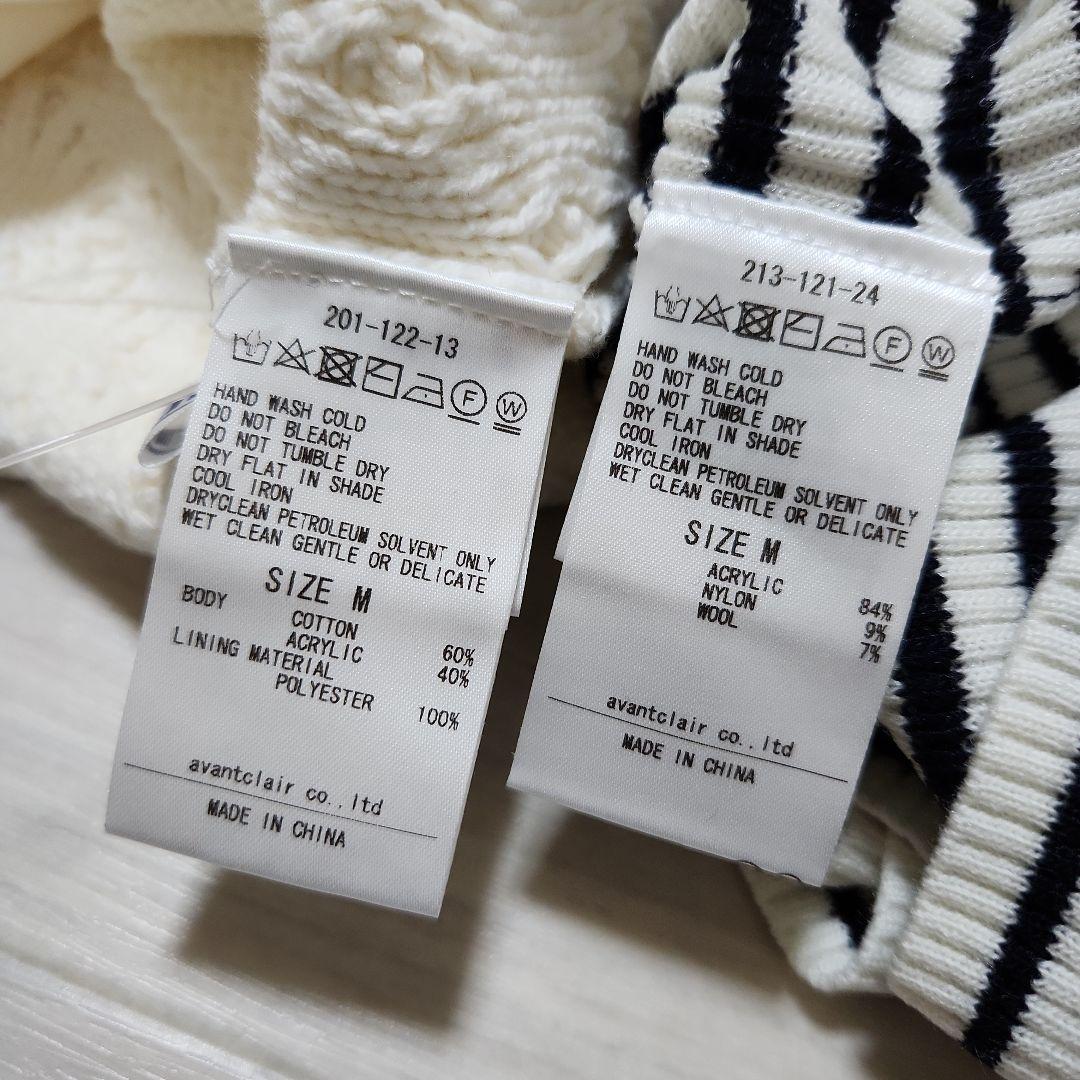 201-122-13
F W
HAND WASH COLD
DO NOT BLEACH
DO NOT TUMBLE DRY
DRY FLAT IN SHADE
COOL IRON
DRYCLEAN PETROLEUM SOLVENT ONLY
WET CLEAN GENTLE OR DELICATE
SIZE M
BODY
COTTON 60%
ACRYLIC 40%
LINING MATERIAL
POLYESTER 100%
avantclair co.,ltd
MADE IN CHINA
213-121-24
F W
HAND WASH COLD
DO NOT BLEACH
DO NOT TUMBLE DRY
DRY FLAT IN SHADE
COOL IRON
DRYCLEAN PETROLEUM SOLVENT ONLY
WET CLEAN GENTLE OR DELICATE
SIZE M
ACRYLIC 84%
NYLON 9%
WOOL 7%
avantclair co.,ltd
MADE IN CHINA